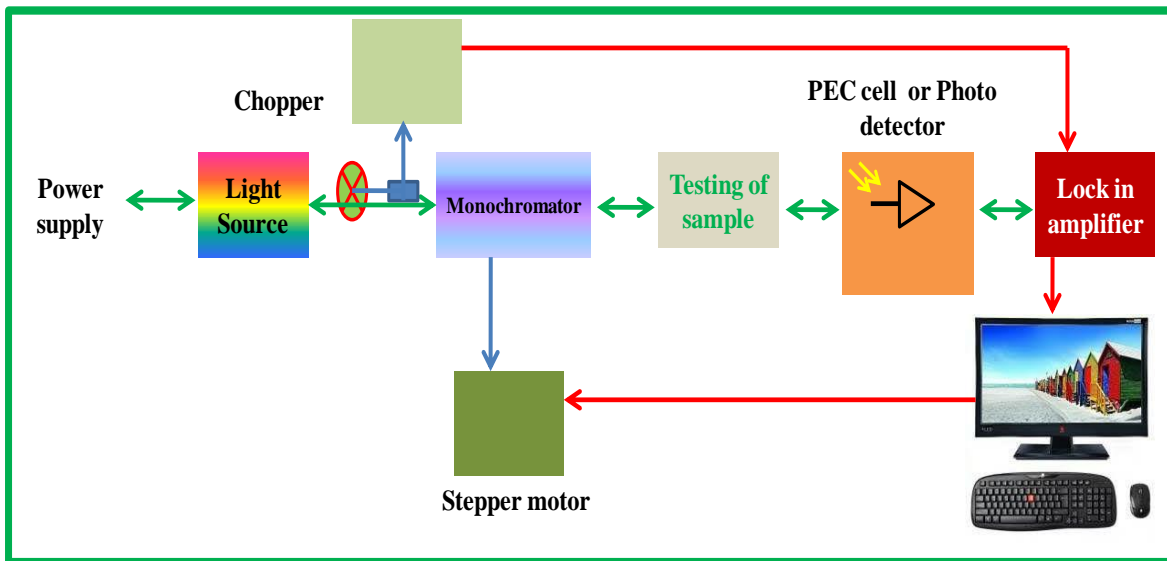 Chopper
PEC cell or Photo
detector
Power
supply
Light
Source
Monochromator
Testing of
sample
Lock in
amplifier
Stepper motor